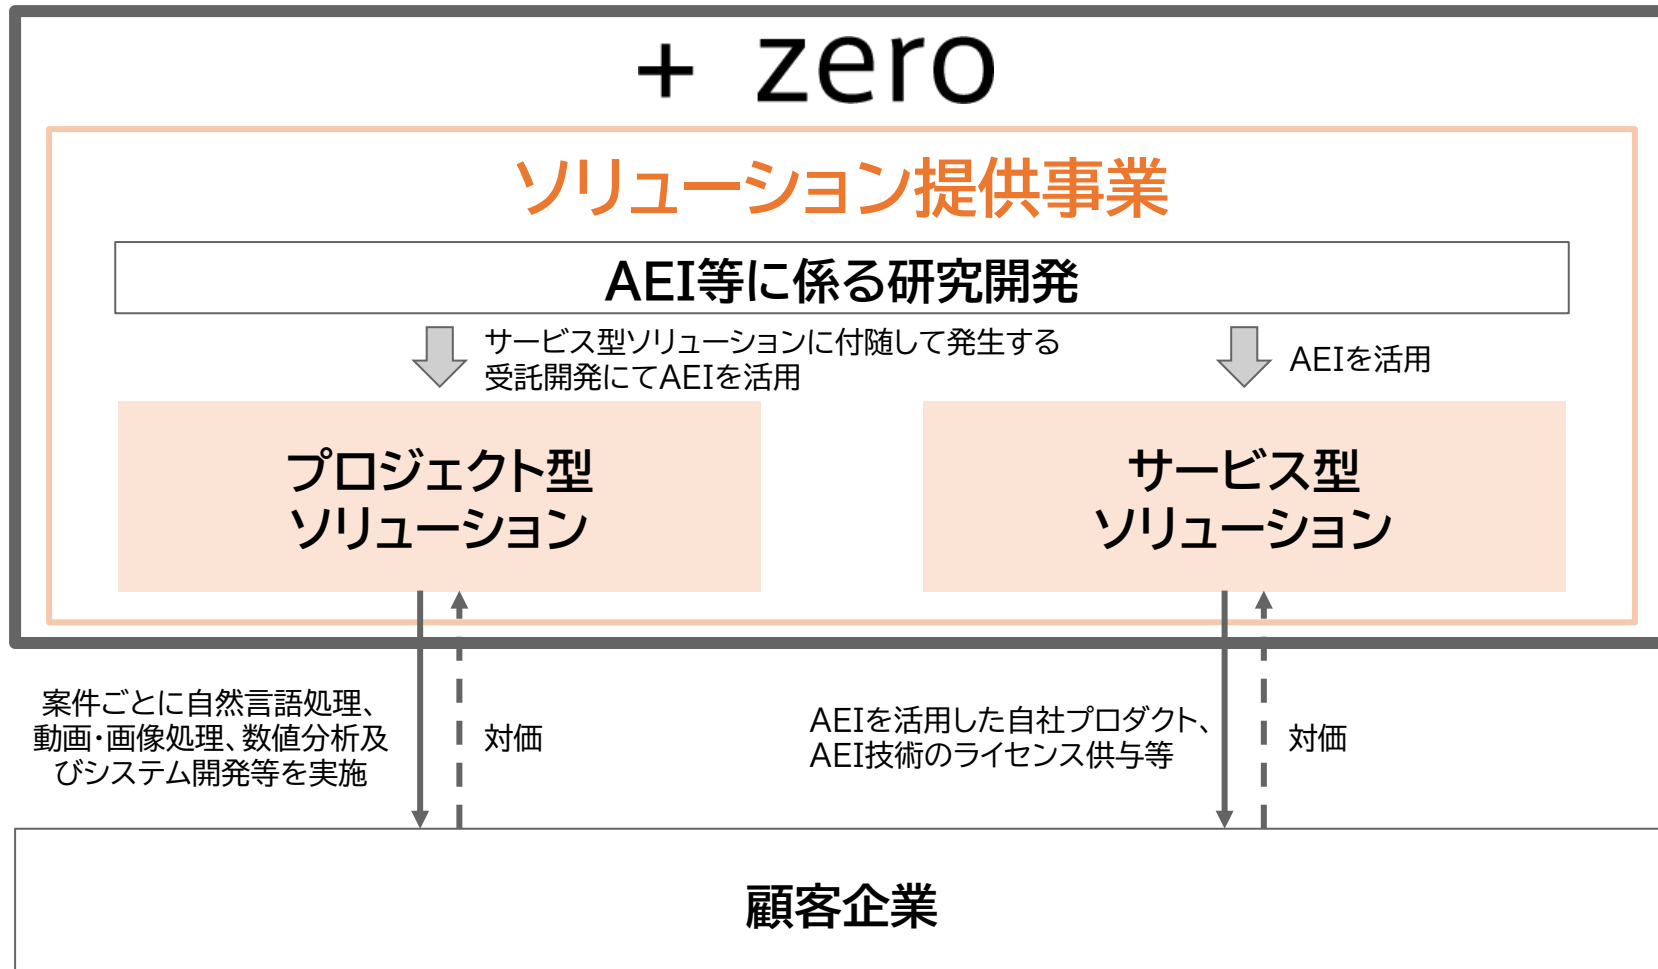 + zero
ソリューション提供事業
AEI等に係る研究開発
サービス型ソリューションに付随して発生する
受託開発にてAEIを活用
AEIを活用
プロジェクト型
ソリューション
サービス型
ソリューション
案件ごとに自然言語処理、
動画・画像処理、数値分析及
びシステム開発等を実施
対価
AEIを活用した自社プロダクト、
AEI技術のライセンス供与等
対価
顧客企業